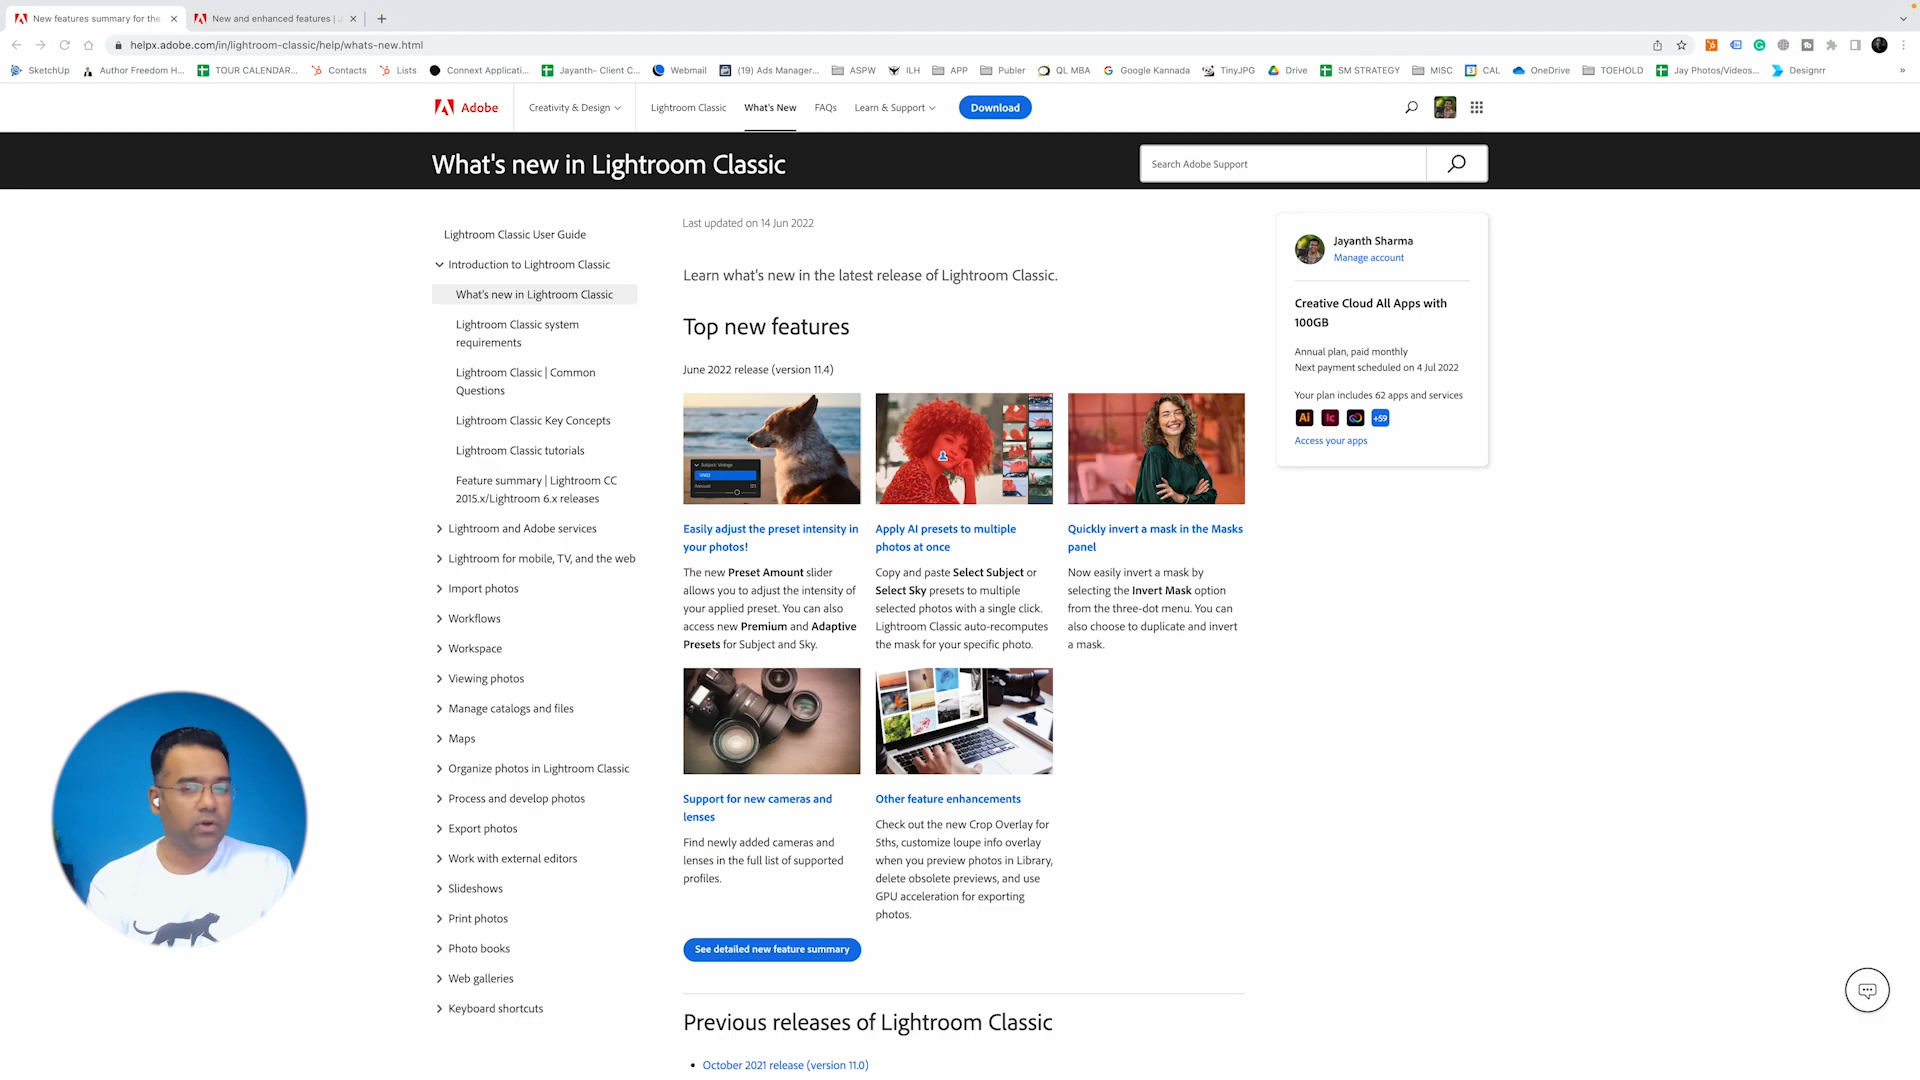 New features summary for the
New and enhanced features |
helpx.adobe.com/in/lightroom-classic/help/whats-new.html
SketchUp
Author Freedom H...
TOUR CALENDAR...
Contacts
Lists
Connext Applicati...
Jayanth- Client C...
Webmail
(19) Ads Manager...
ASPW
ILH
APP
Publer
QL MBA
Google Kannada
TinyJPG
Drive
SM STRATEGY
MISC
CAL
OneDrive
TOEHOLD
Jay Photos/Videos...
Designrr
»
Adobe
Creativity & Design
Lightroom Classic
What's New
FAQs
Learn & Support
Download
What's new in Lightroom Classic
Search Adobe Support
Lightroom Classic User Guide
Introduction to Lightroom Classic
What's new in Lightroom Classic
Lightroom Classic system
requirements
Lightroom Classic | Common
Questions
Lightroom Classic Key Concepts
Lightroom Classic tutorials
Feature summary | Lightroom CC
2015.x/Lightroom 6.x releases
Lightroom and Adobe services
Lightroom for mobile, TV, and the web
Import photos
Workflows
Workspace
Viewing photos
Manage catalogs and files
Maps
Organize photos in Lightroom Classic
Process and develop photos
Export photos
Work with external editors
Slideshows
Print photos
Photo books
Web galleries
Keyboard shortcuts
Last updated on 14 Jun 2022
Learn what's new in the latest release of Lightroom Classic.
Top new features
June 2022 release (version 11.4)
Subject: Vintage
Amount
Easily adjust the preset intensity in
your photos!
The new Preset Amount slider
allows you to adjust the intensity of
your applied preset. You can also
access new Premium and Adaptive
Presets for Subject and Sky.
Apply AI presets to multiple
photos at once
Copy and paste Select Subject or
Select Sky presets to multiple
selected photos with a single click.
Lightroom Classic auto-recomputes
the mask for your specific photo.
Quickly invert a mask in the Masks
panel
Now easily invert a mask by
selecting the Invert Mask option
from the three-dot menu. You can
also choose to duplicate and invert
a mask.
Support for new cameras and
lenses
Find newly added cameras and
lenses in the full list of supported
profiles.
Other feature enhancements
Check out the new Crop Overlay for
5ths, customize loupe info overlay
when you preview photos in Library,
delete obsolete previews, and use
GPU acceleration for exporting
photos.
See detailed new feature summary
Previous releases of Lightroom Classic
• October 2021 release (version 11.0)
Jayanth Sharma
Manage account
Creative Cloud All Apps with
100GB
Annual plan, paid monthly
Next payment scheduled on 4 Jul 2022
Your plan includes 62 apps and services
Ai
Ic
+59
Access your apps